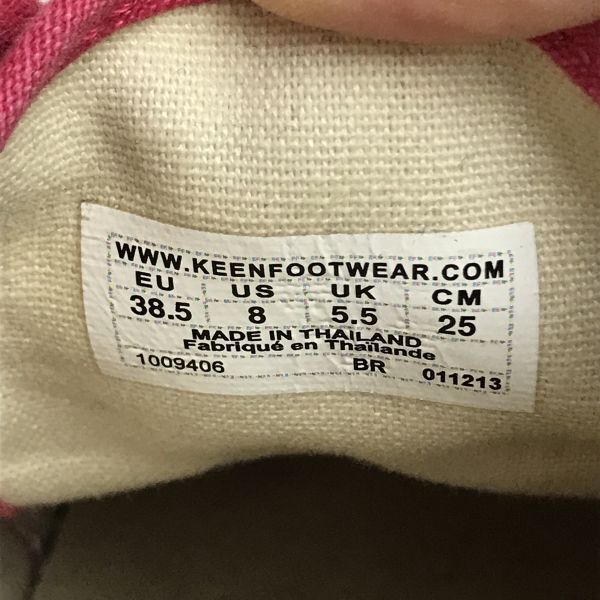 WWW.KEENFOOTWEAR.COM
EU US UK CM
38.5 8 5.5 25
MADE IN THAILAND
Fabriqué en Thaïlande
1009406 BR 011213